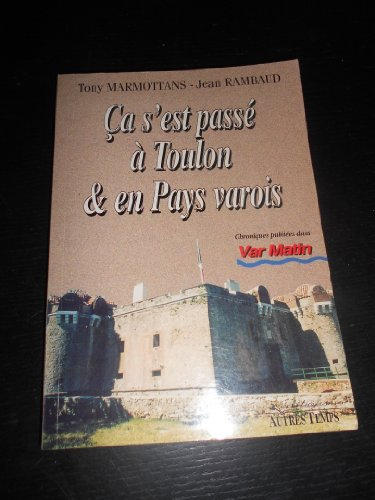 Tony MARMOTTANS - Jean RAMBAUD
Ça s'est passé
à Toulon
& en Pays varois
Chroniques publiées dans
Var Matin
AUTRES TEMPS